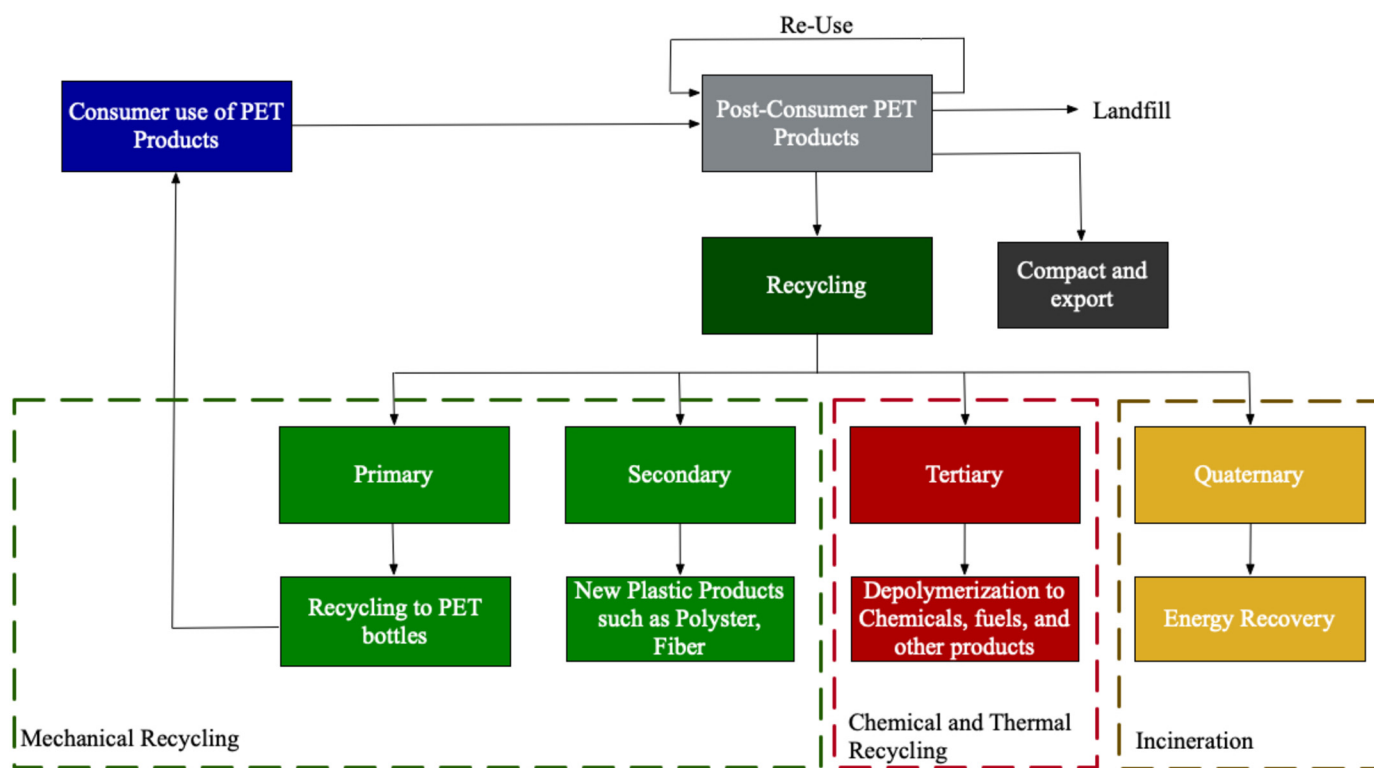 Re-Use
Consumer use of PET
Products
Post-Consumer PET
Products
Landfill
Recycling
Compact and
export
Primary
Secondary
Tertiary
Quaternary
Recycling to PET
bottles
New Plastic Products
such as Polyster,
Fiber
Depolymerization to
Chemicals, fuels, and
other products
Energy Recovery
Mechanical Recycling
Chemical and Thermal
Recycling
Incineration